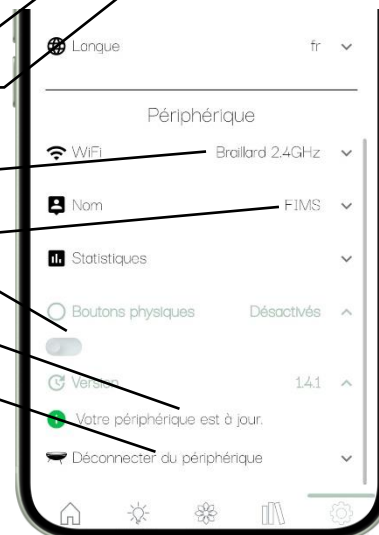 Langue fr
Périphérique
WiFi Braillard 2.4GHz
Nom FIMS
Statistiques
Boutons physiques Désactivés
Version 1.4.1
Votre périphérique est à jour.
Déconnecter du périphérique